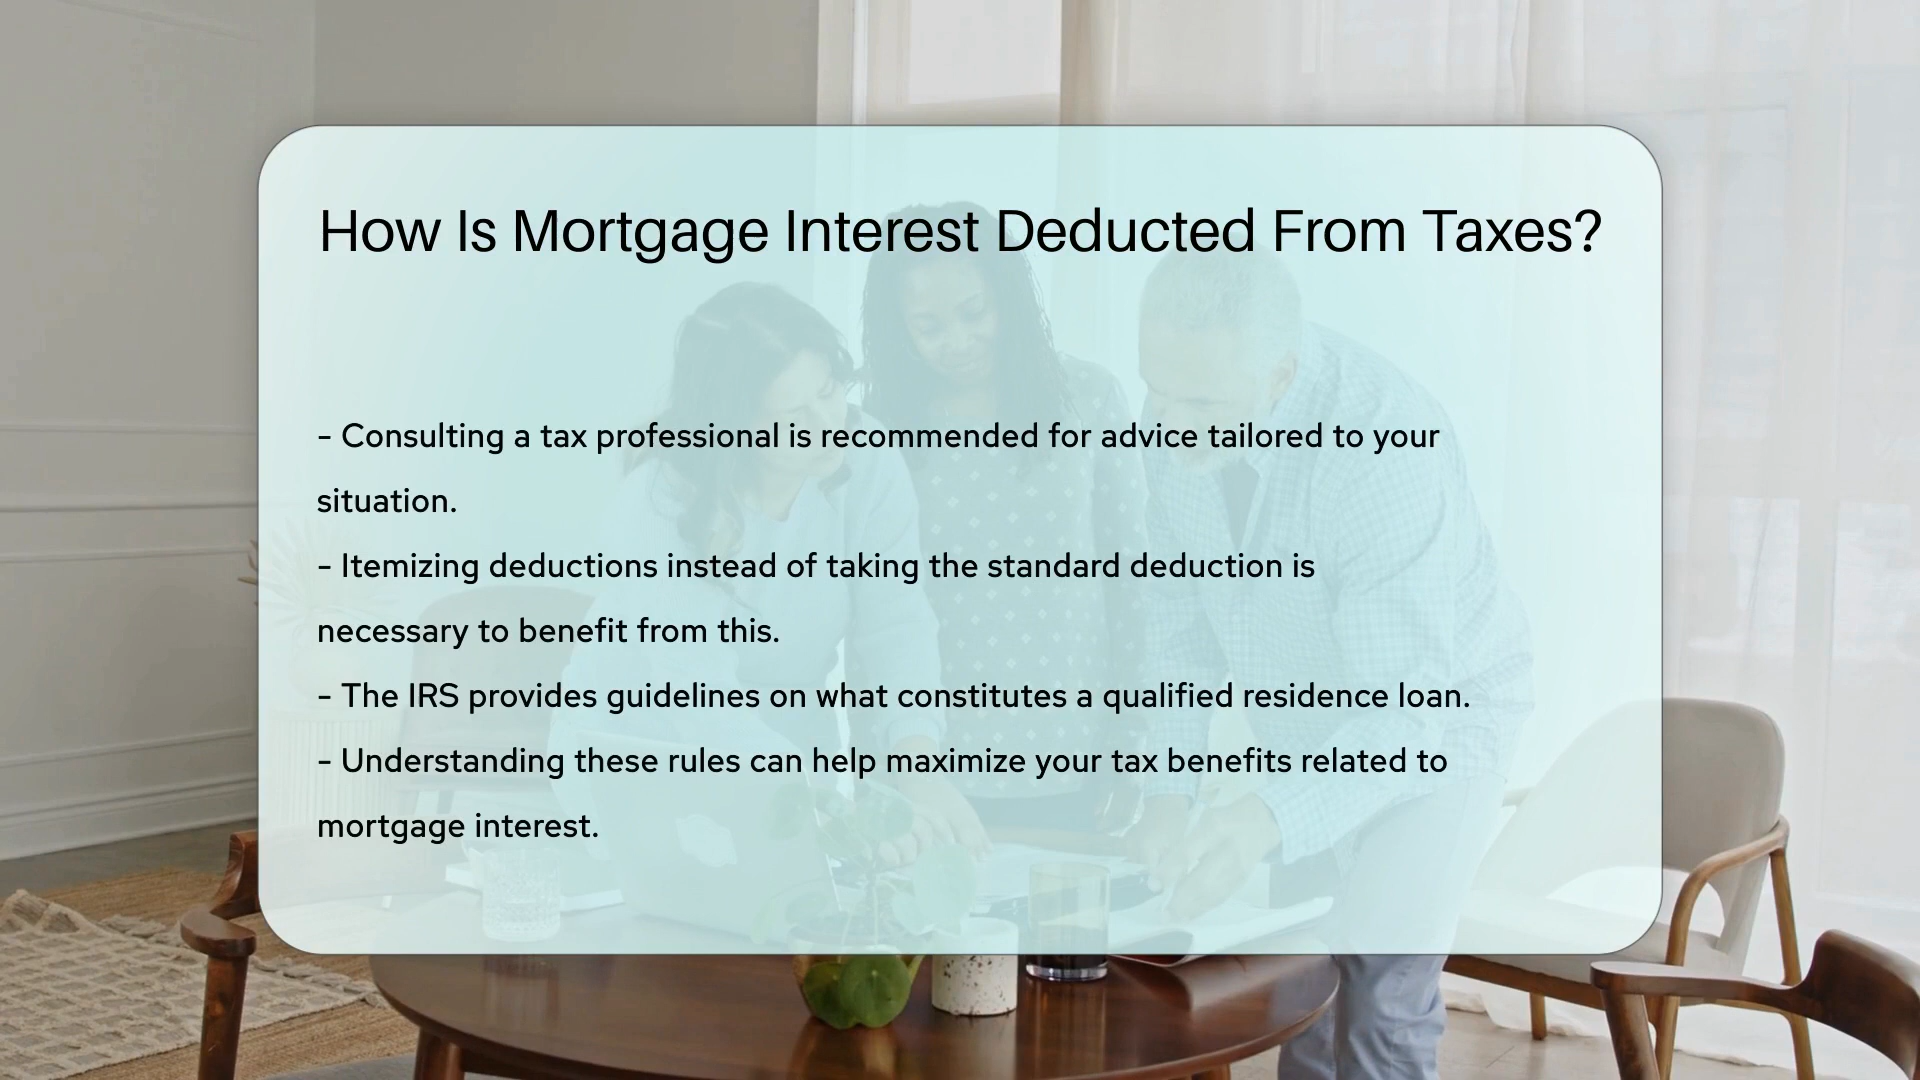 How Is Mortgage Interest Deducted From Taxes?
- Consulting a tax professional is recommended for advice tailored to your
situation.
- Itemizing deductions instead of taking the standard deduction is
necessary to benefit from this.
- The IRS provides guidelines on what constitutes a qualified residence loan.
- Understanding these rules can help maximize your tax benefits related to
mortgage interest.